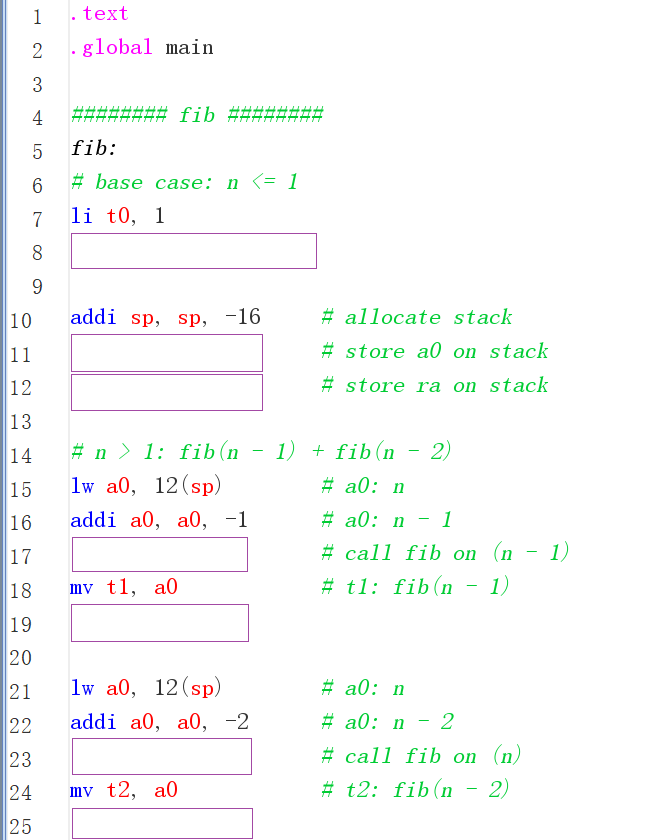 1 .text
2 .global main
3
4 ######## fib ########
5 fib:
6 # base case: n <= 1
7 li t0, 1
8
9
10 addi sp, sp, -16 # allocate stack
11 # store a0 on stack
12 # store ra on stack
13
14 # n > 1: fib(n - 1) + fib(n - 2)
15 lw a0, 12(sp) # a0: n
16 addi a0, a0, -1 # a0: n - 1
17 # call fib on (n - 1)
18 mv t1, a0 # t1: fib(n - 1)
19
20
21 lw a0, 12(sp) # a0: n
22 addi a0, a0, -2 # a0: n - 2
23 # call fib on (n)
24 mv t2, a0 # t2: fib(n - 2)
25